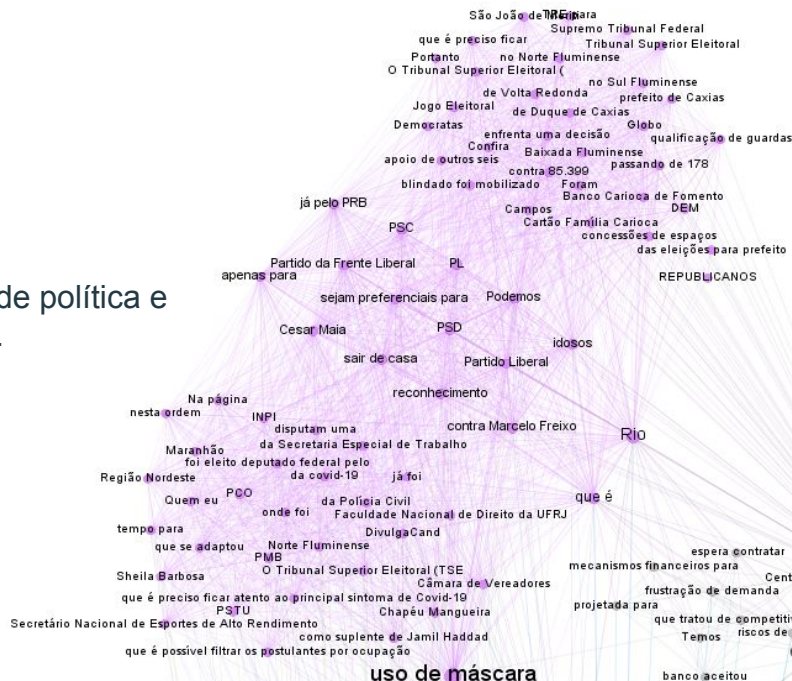 São João de Meriti
TRE para
Supremo Tribunal Federal
que é preciso ficar
Tribunal Superior Eleitoral
Portanto
no Norte Fluminense
O Tribunal Superior Eleitoral (
no Sul Fluminense
de Volta Redonda
prefeito de Caxias
Jogo Eleitoral
de Duque de Caxias
Democratas
Globo
enfrenta uma decisão
qualificação de guardas
Confira
Baixada Fluminense
apoio de outros seis
passando de 178
contra 85.399
blindado foi mobilizado
Foram
Banco Carioca de Fomento
já pelo PRB
Campos
DEM
Cartão Família Carioca
PSC
concessões de espaços
das eleições para prefeito
Partido da Frente Liberal
PL
apenas para
REPUBLICANOS
de política e
sejam preferenciais para
Podemos
Cesar Maia
PSD
.
idosos
sair de casa
Partido Liberal
reconhecimento
Na página
nesta ordem
INPI
contra Marcelo Freixo
disputam uma
Rio
da Secretaria Especial de Trabalho
Maranhão
foi eleito deputado federal pelo
Região Nordeste
da covid-19
já foi
PCO
Quem eu
da Polícia Civil
que é
onde foi
Faculdade Nacional de Direito da UFRJ
tempo para
DivulgaCand
que se adaptou
Norte Fluminense
espera contratar
PMB
mecanismos financeiros para
O Tribunal Superior Eleitoral (TSE
Sheila Barbosa
Câmara de Vereadores
Cent
frustração de demanda
que é preciso ficar atento ao principal sintoma de Covid-19
projetada para
PSTU
Chapéu Mangueira
que tratou de competitiv
Secretário Nacional de Esportes de Alto Rendimento
riscos de
como suplente de Jamil Haddad
Temos
que é possível filtrar os postulantes por ocupação
uso de máscara
banco aceitou